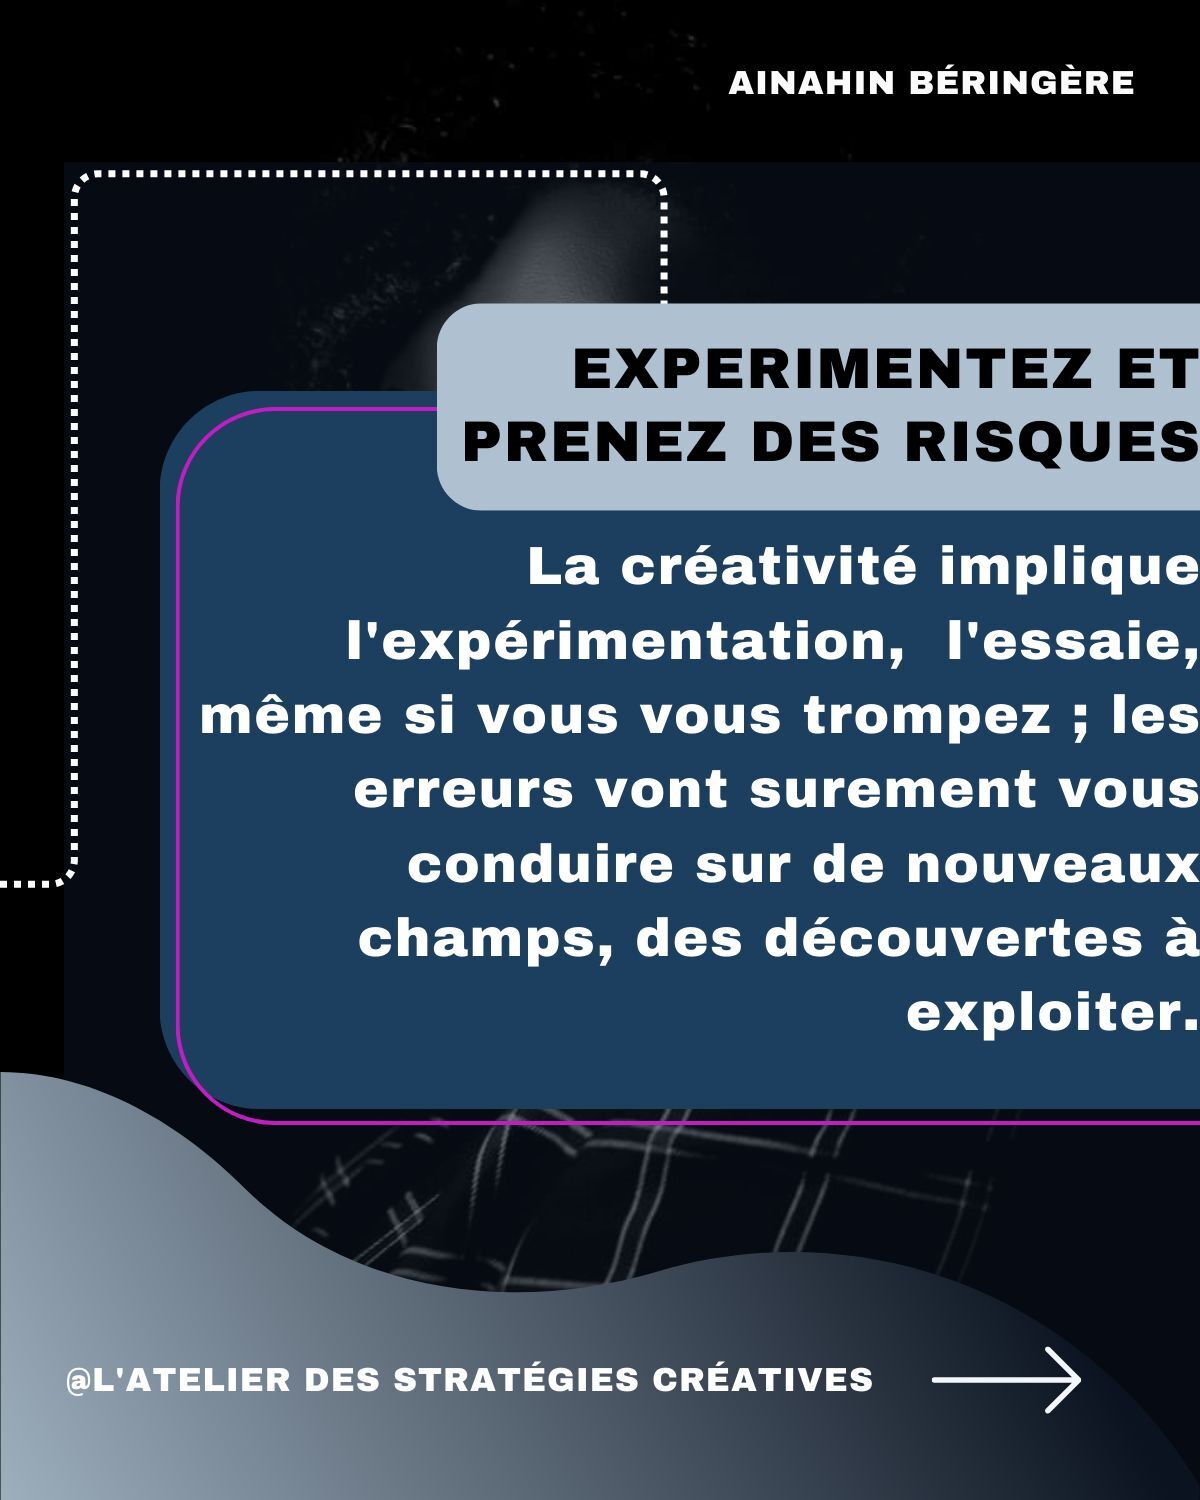 AINAHIN BÉRINGÈRE
EXPERIMENTEZ ET
PRENEZ DES RISQUES
La créativité implique
l'expérimentation,  l'essaie,
même si vous vous trompez ; les
erreurs vont surement vous
conduire sur de nouveaux
champs, des découvertes à
exploiter.
@L'ATELIER DES STRATÉGIES CRÉATIVES